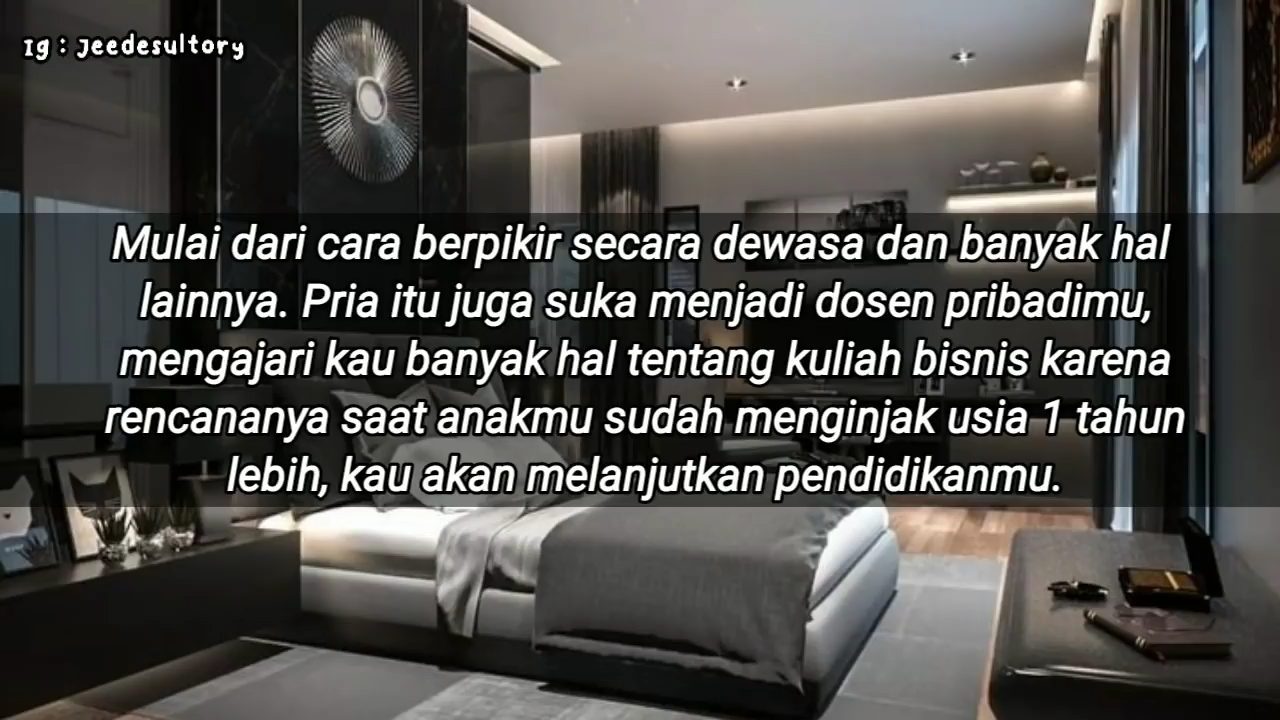 Ig : Jeedesultory
Mulai dari cara berpikir secara dewasa dan banyak hal
lainnya. Pria itu juga suka menjadi dosen pribadimu,
mengajari kau banyak hal tentang kuliah bisnis karena
rencananya saat anakmu sudah menginjak usia 1 tahun
lebih, kau akan melanjutkan pendidikanmu.